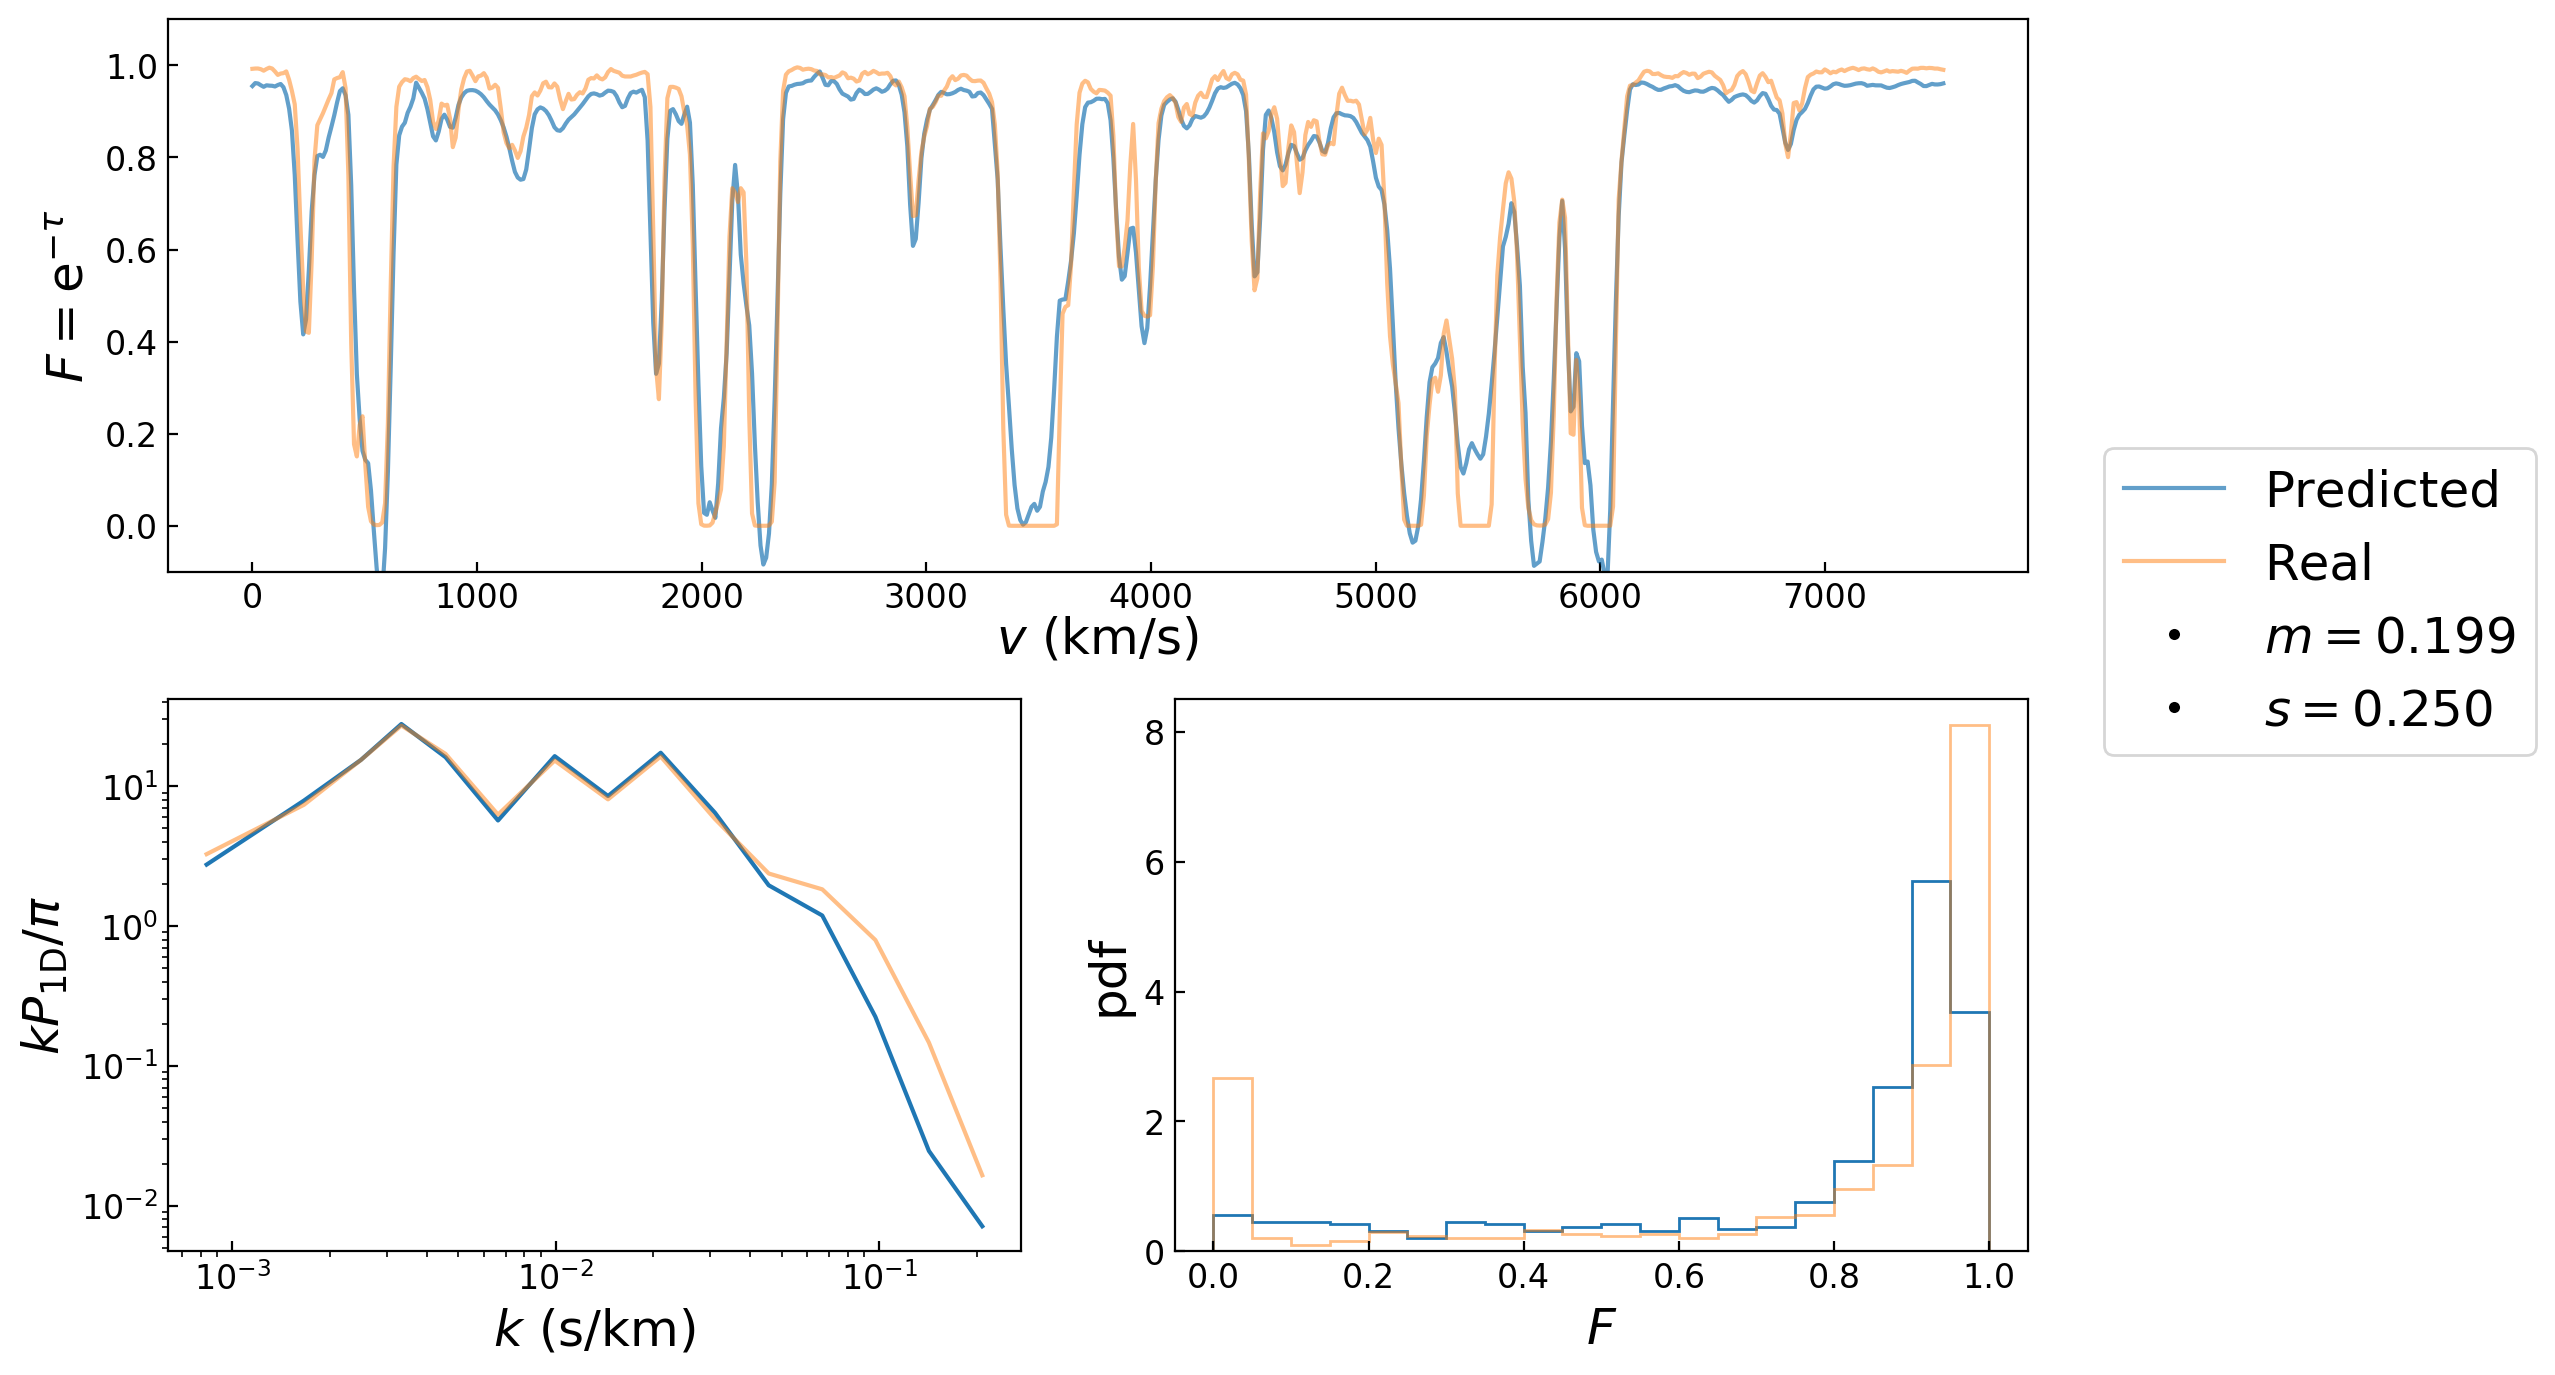 1.0
0.8
0.6
0.4
0.2
0.0
F = e^{−τ}
0 1000 2000 3000 4000 5000 6000 7000
v (km/s)
Predicted
Real
m = 0.199
s = 0.250
10^1
10^0
10^{−1}
10^{−2}
kP_{1D}/π
10^{−3} 10^{−2} 10^{−1}
k (s/km)
8
6
4
2
0
pdf
0.0 0.2 0.4 0.6 0.8 1.0
F